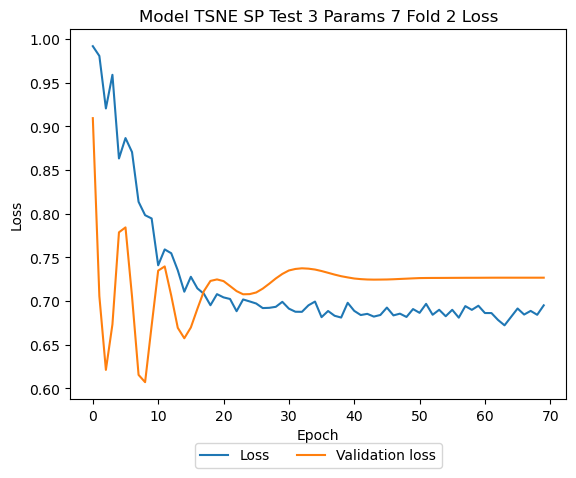 Model TSNE SP Test 3 Params 7 Fold 2 Loss
1.00
0.95
0.90
0.85
0.80
0.75
0.70
0.65
0.60
Loss
0 10 20 30 40 50 60 70
Epoch
Loss Validation loss